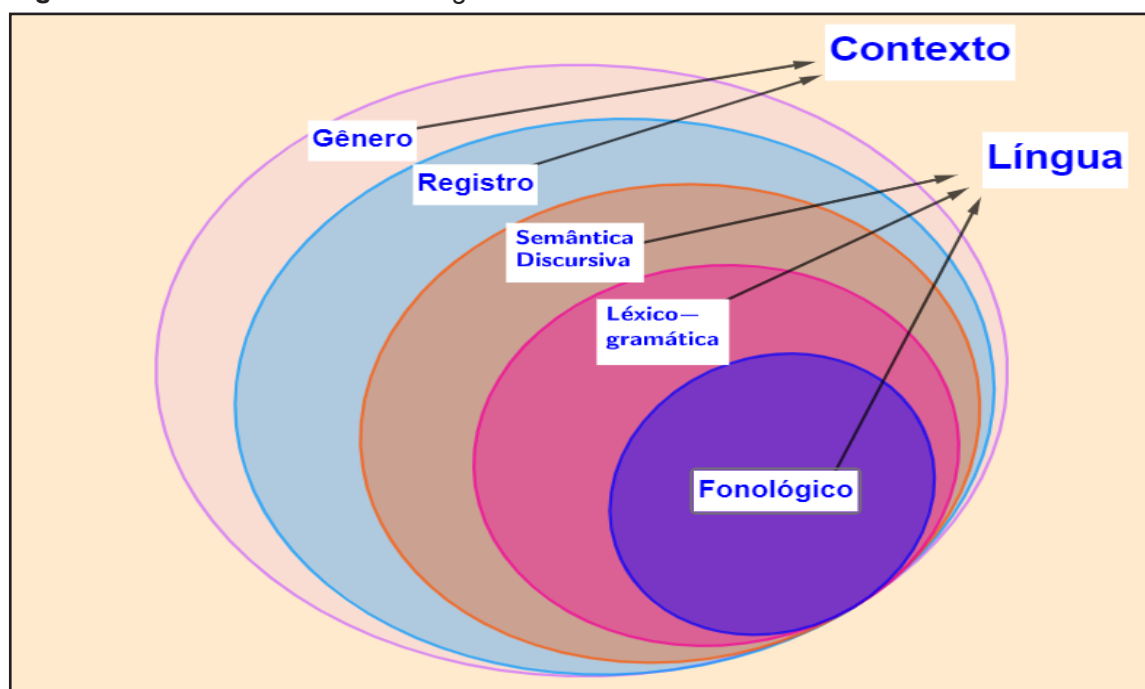 Contexto
Gênero
Língua
Registro
Semântica
Discursiva
Léxico—
gramática
Fonológico